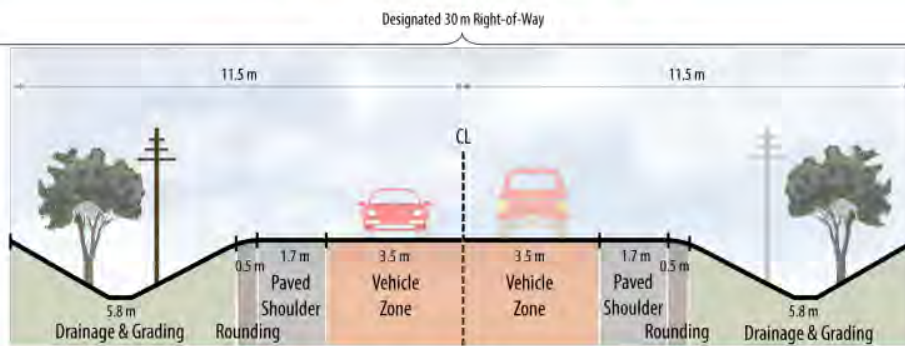 Designated 30 m Right-of-Way
11.5 m 11.5 m
CL
0.5 m 1.7 m 3.5 m 3.5 m 1.7 m 0.5 m
Paved Vehicle Vehicle Paved
Shoulder Zone Zone Shoulder
5.8 m 5.8 m
Drainage & Grading Rounding Rounding Drainage & Grading